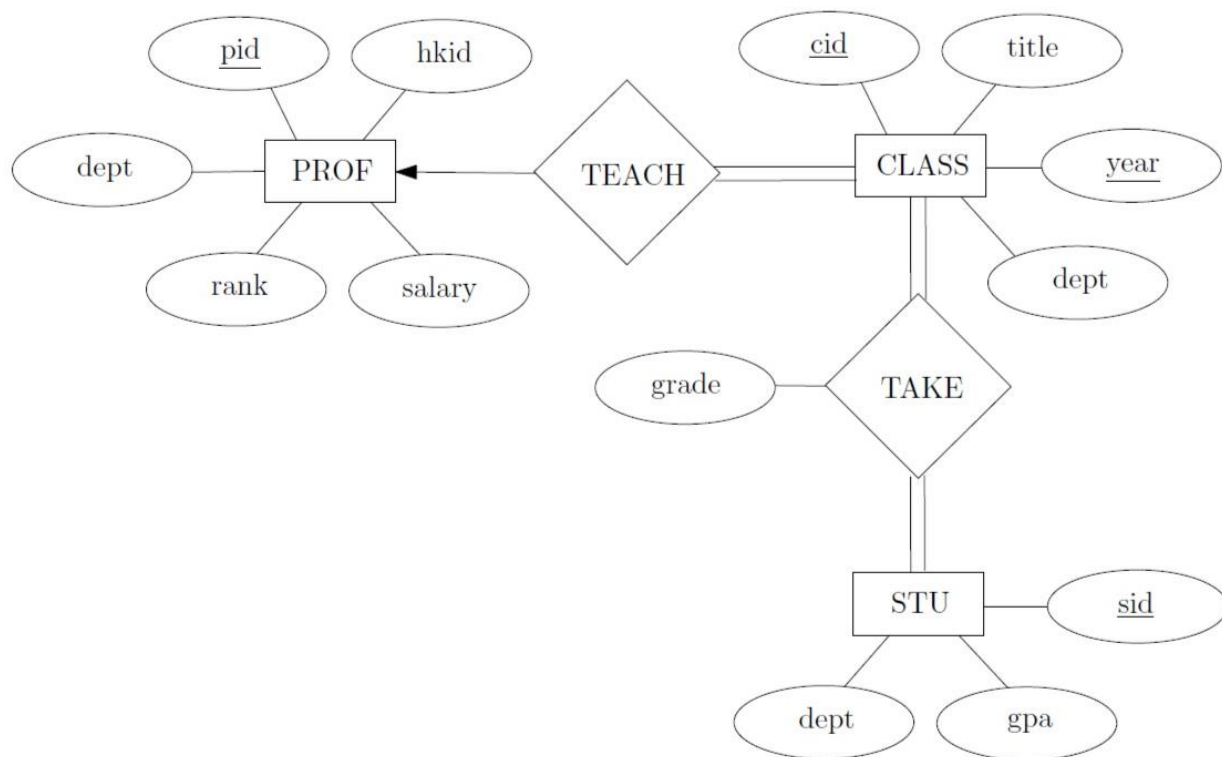 pid
hkid
dept
PROF
rank
salary
TEACH
cid
title
CLASS
year
dept
grade
TAKE
STU
sid
dept
gpa